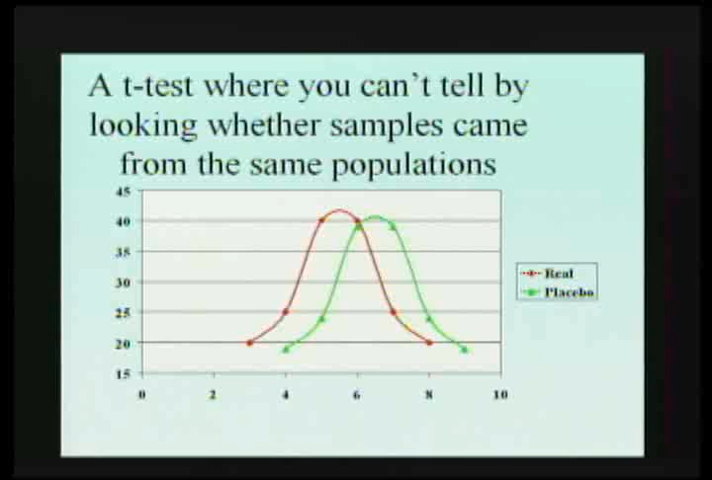 A t-test where you can't tell by
looking whether samples came
from the same populations
45
40
35
30
25
20
15
0 2 4 6 8 10
Real
Placebo